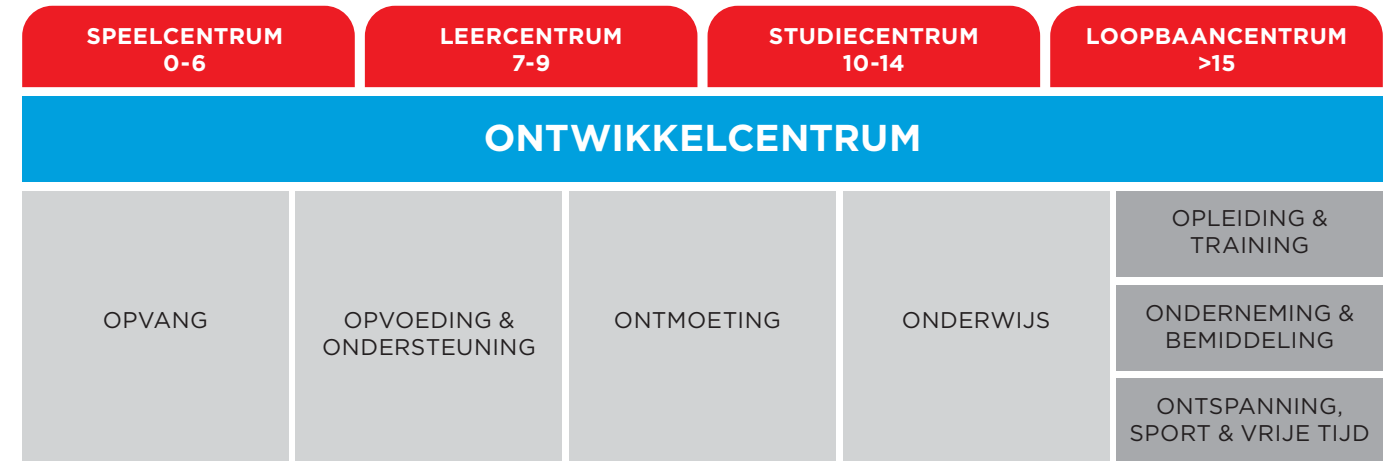 SPEELCENTRUM
0-6
LEERCENTRUM
7-9
STUDIECENTRUM
10-14
LOOPBAANCENTRUM
>15
ONTWIKKELCENTRUM
OPVANG
OPVOEDING &
ONDERSTEUNING
ONTMOETING
ONDERWIJS
OPLEIDING &
TRAINING
ONDERNEMING &
BEMIDDELING
ONTSPANNING,
SPORT & VRIJE TIJD